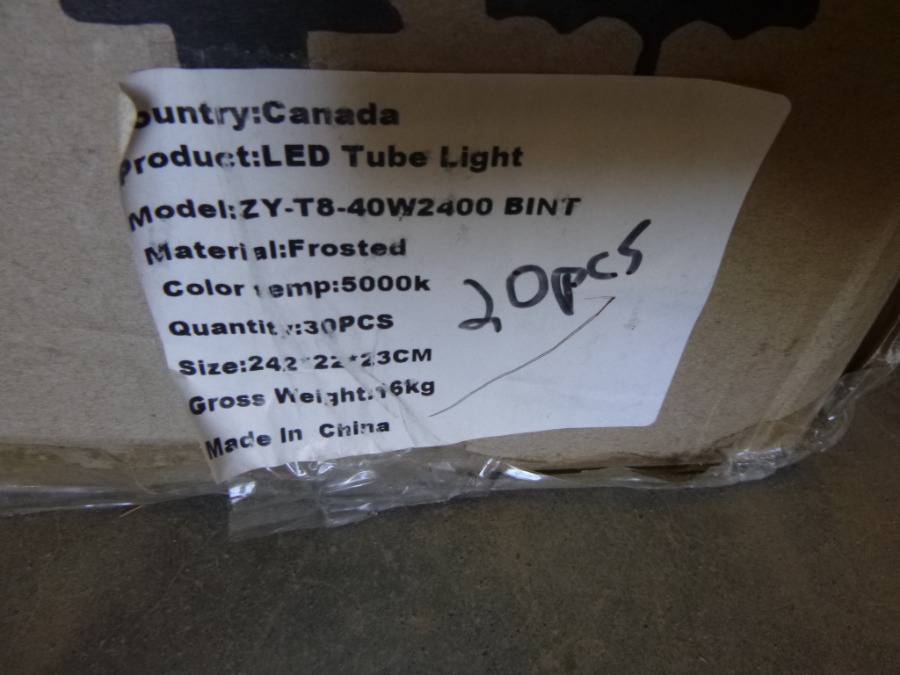 Country:Canada
Product:LED Tube Light
Model:ZY-T8-40W2400 BINT
Material:Frosted
Color temp:5000k
Quantity:30PCS
20pcs
Size:242*22*23CM
Gross Weight:16kg
Made In China